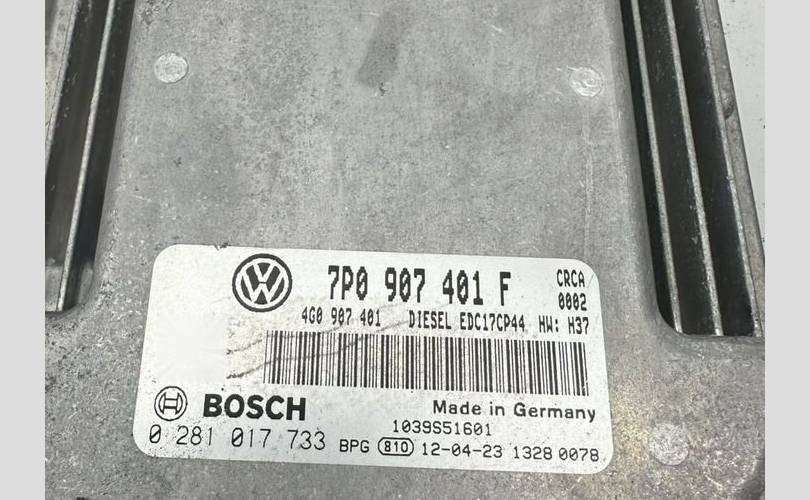 7P0 907 401 F
CRCA
0002
4G0 907 401 DIESEL EDC17CP44 HW: H37
BOSCH
Made in Germany
1039S51601
0 281 017 733 BPG 810 12-04-23 1328 0078